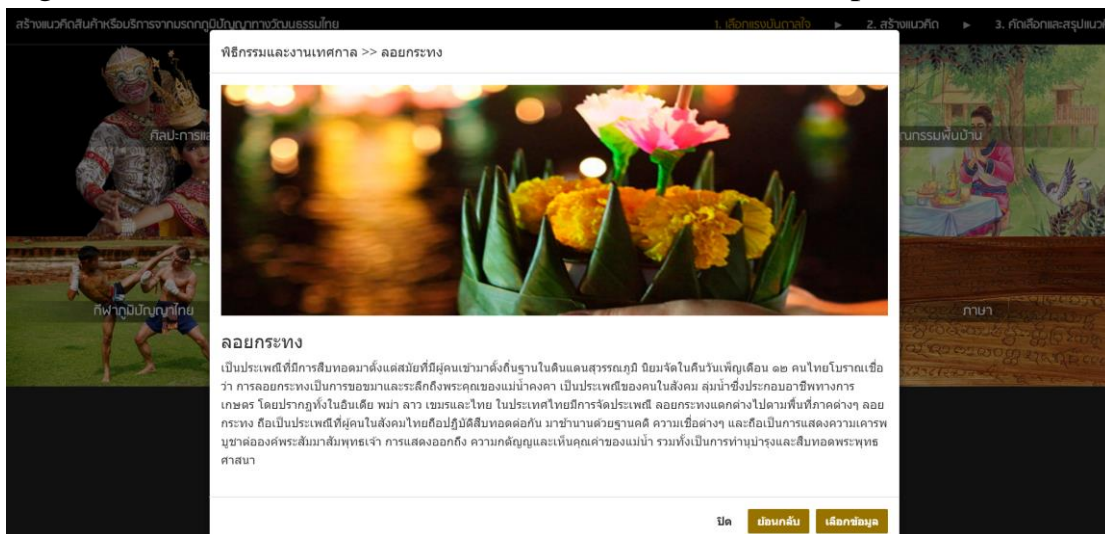 สร้างแนวคิดสินค้าหรือบริการจากมรดกภูมิปัญญาทางวัฒนธรรมไทย
1. เลือกแรงบันดาลใจ ► 2. สร้างแนวคิด ► 3. คัดเลือกและสรุปแนวค
พิธีกรรมและงานเทศกาล >> ลอยกระทง
ศิลปะการแส
ณกรรมพื้นบ้าน
กีฬาภูมิปัญญาไทย
ภาษา
ลอยกระทง
เป็นประเพณีที่มีการสืบทอดมาตั้งแต่สมัยที่มีผู้คนเข้ามาตั้งถิ่นฐานในดินแดนสุวรรณภูมิ นิยมจัดในคืนวันเพ็ญเดือน ๑๒ คนไทยโบราณเชื่อ
ว่า การลอยกระทงเป็นการขอขมาและระลึกถึงพระคุณของแม่น้ำคงคา เป็นประเพณีของคนในสังคม ลุ่มน้ำซึ่งประกอบอาชีพทางการ
เกษตร โดยปรากฏทั้งในอินเดีย พม่า ลาว เขมรและไทย ในประเทศไทยมีการจัดประเพณี ลอยกระทงแตกต่างไปตามพื้นที่ภาคต่างๆ ลอย
กระทง ถือเป็นประเพณีที่ผู้คนในสังคมไทยถือปฏิบัติสืบทอดต่อกัน มาช้านานด้วยฐานคติ ความเชื่อต่างๆ และถือเป็นการแสดงความเคารพ
บูชาต่อองค์พระสัมมาสัมพุทธเจ้า การแสดงออกถึง ความกตัญญูและเห็นคุณค่าของแม่น้ำ รวมทั้งเป็นการทำนุบำรุงและสืบทอดพระพุทธ
ศาสนา
ปิด ย้อนกลับ เลือกข้อมูล